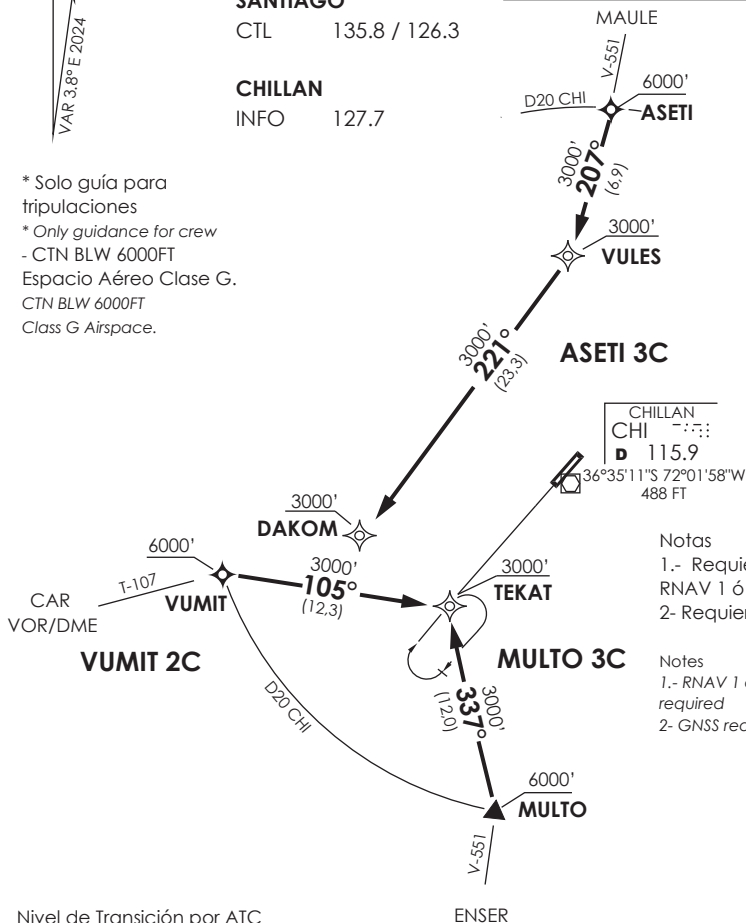 SANTIAGO
CTL 135.8 / 126.3
CHILLAN
INFO 127.7
VAR 3.8° E 2024
* Solo guía para
tripulaciones
* Only guidance for crew
- CTN BLW 6000FT
Espacio Aéreo Clase G.
CTN BLW 6000FT
Class G Airspace.
MAULE
V-551
D20 CHI
6000'
ASETI
3000'
207°
(6,9)
3000'
VULES
3000'
221°
(23,3)
ASETI 3C
CHILLAN
CHI
D 115.9
36°35'11"S 72°01'58"W
488 FT
3000'
DAKOM
6000'
VUMIT
T-107
CAR
VOR/DME
3000'
105°
(12,3)
3000'
TEKAT
VUMIT 2C
MULTO 3C
D20 CHI
3000'
337°
(12,0)
6000'
MULTO
V-551
ENSER
Notas
1.- Requie
RNAV 1 ó
2- Requier
Notes
1.- RNAV 1
required
2- GNSS re
Nivel de Transición por ATC